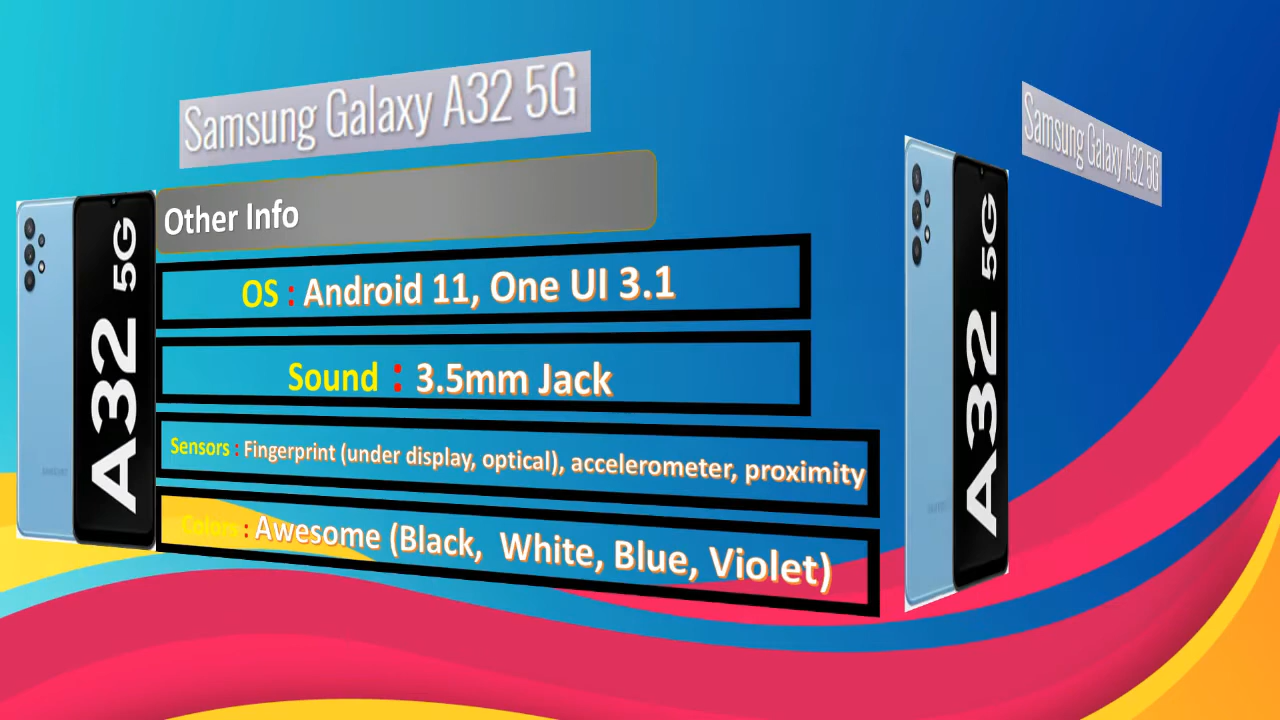 Samsung Galaxy A32 5G
Samsung Galaxy A32 5G
Other Info
A32 5G
A32 5G
OS : Android 11, One UI 3.1
Sound : 3.5mm Jack
Sensors : Fingerprint (under display, optical), accelerometer, proximity
Colors : Awesome (Black, White, Blue, Violet)